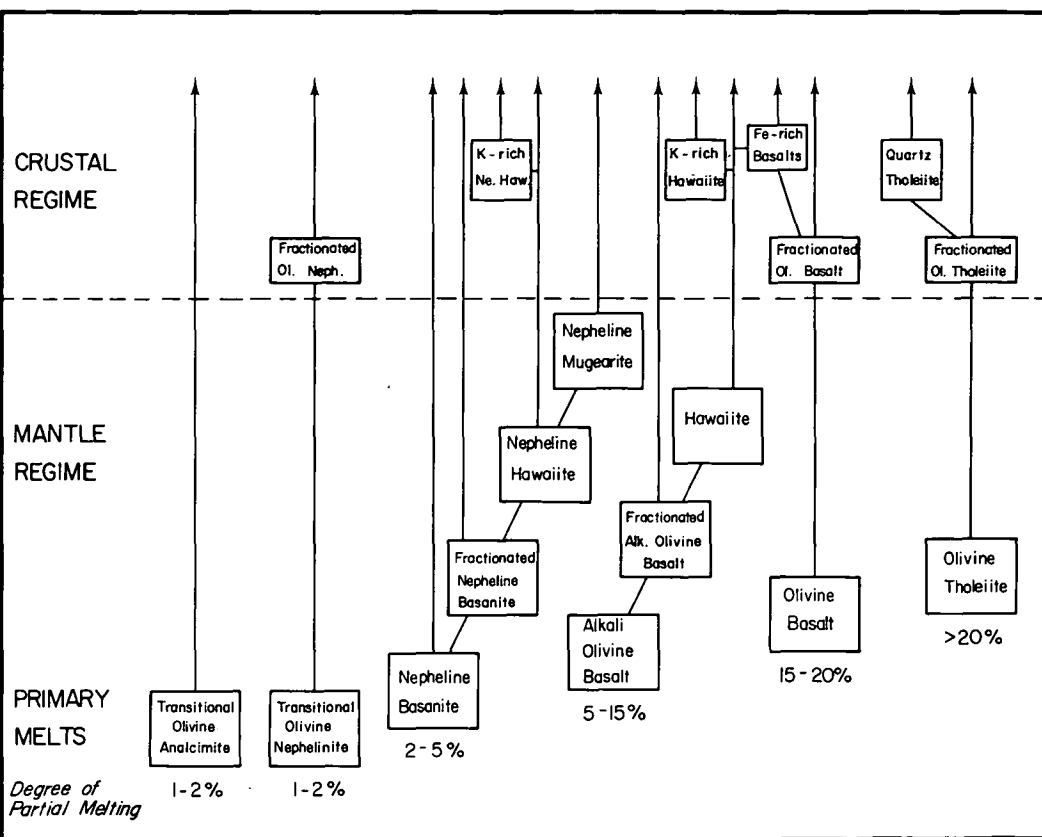 CRUSTAL
REGIME
K-rich
Ne. Haw.
K-rich
Hawaiite
Fe-rich
Basalts
Quartz
Tholeiite
Fractionated
Ol. Neph.
Fractionated
Ol. Basalt
Fractionated
Ol. Tholeiite
MANTLE
REGIME
Nepheline
Mugearite
Hawaiite
Nepheline
Hawaiite
Fractionated
Alk. Olivine
Basalt
Fractionated
Nepheline
Basanite
Olivine
Tholeiite
>20%
Olivine
Basalt
15-20%
Alkali
Olivine
Basalt
5-15%
Nepheline
Basanite
2-5%
PRIMARY
MELTS
Transitional
Olivine
Analcimite
Transitional
Olivine
Nephelinite
Degree of
Partial Melting
1-2%
1-2%